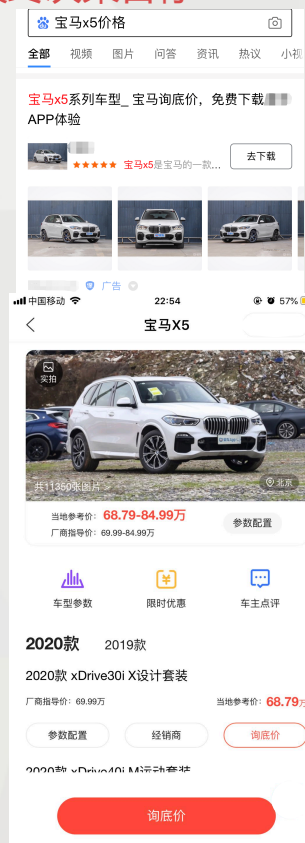 宝马x5价格
全部 视频 图片 问答 资讯 热议 小视
宝马x5系列车型_ 宝马询底价，免费下载
APP体验
宝马x5是宝马的一款... 去下载
广告
中国移动 22:54 57%
宝马X5
实拍
共11350张图片 北京
当地参考价: 68.79-84.99万
厂商指导价: 69.99-84.99万 参数配置
车型参数 限时优惠 车主点评
2020款 2019款
2020款 xDrive30i X设计套装
厂商指导价: 69.99万 当地参考价: 68.79万
参数配置 经销商 询底价
2020款 xDrive40i M运动套装
询底价